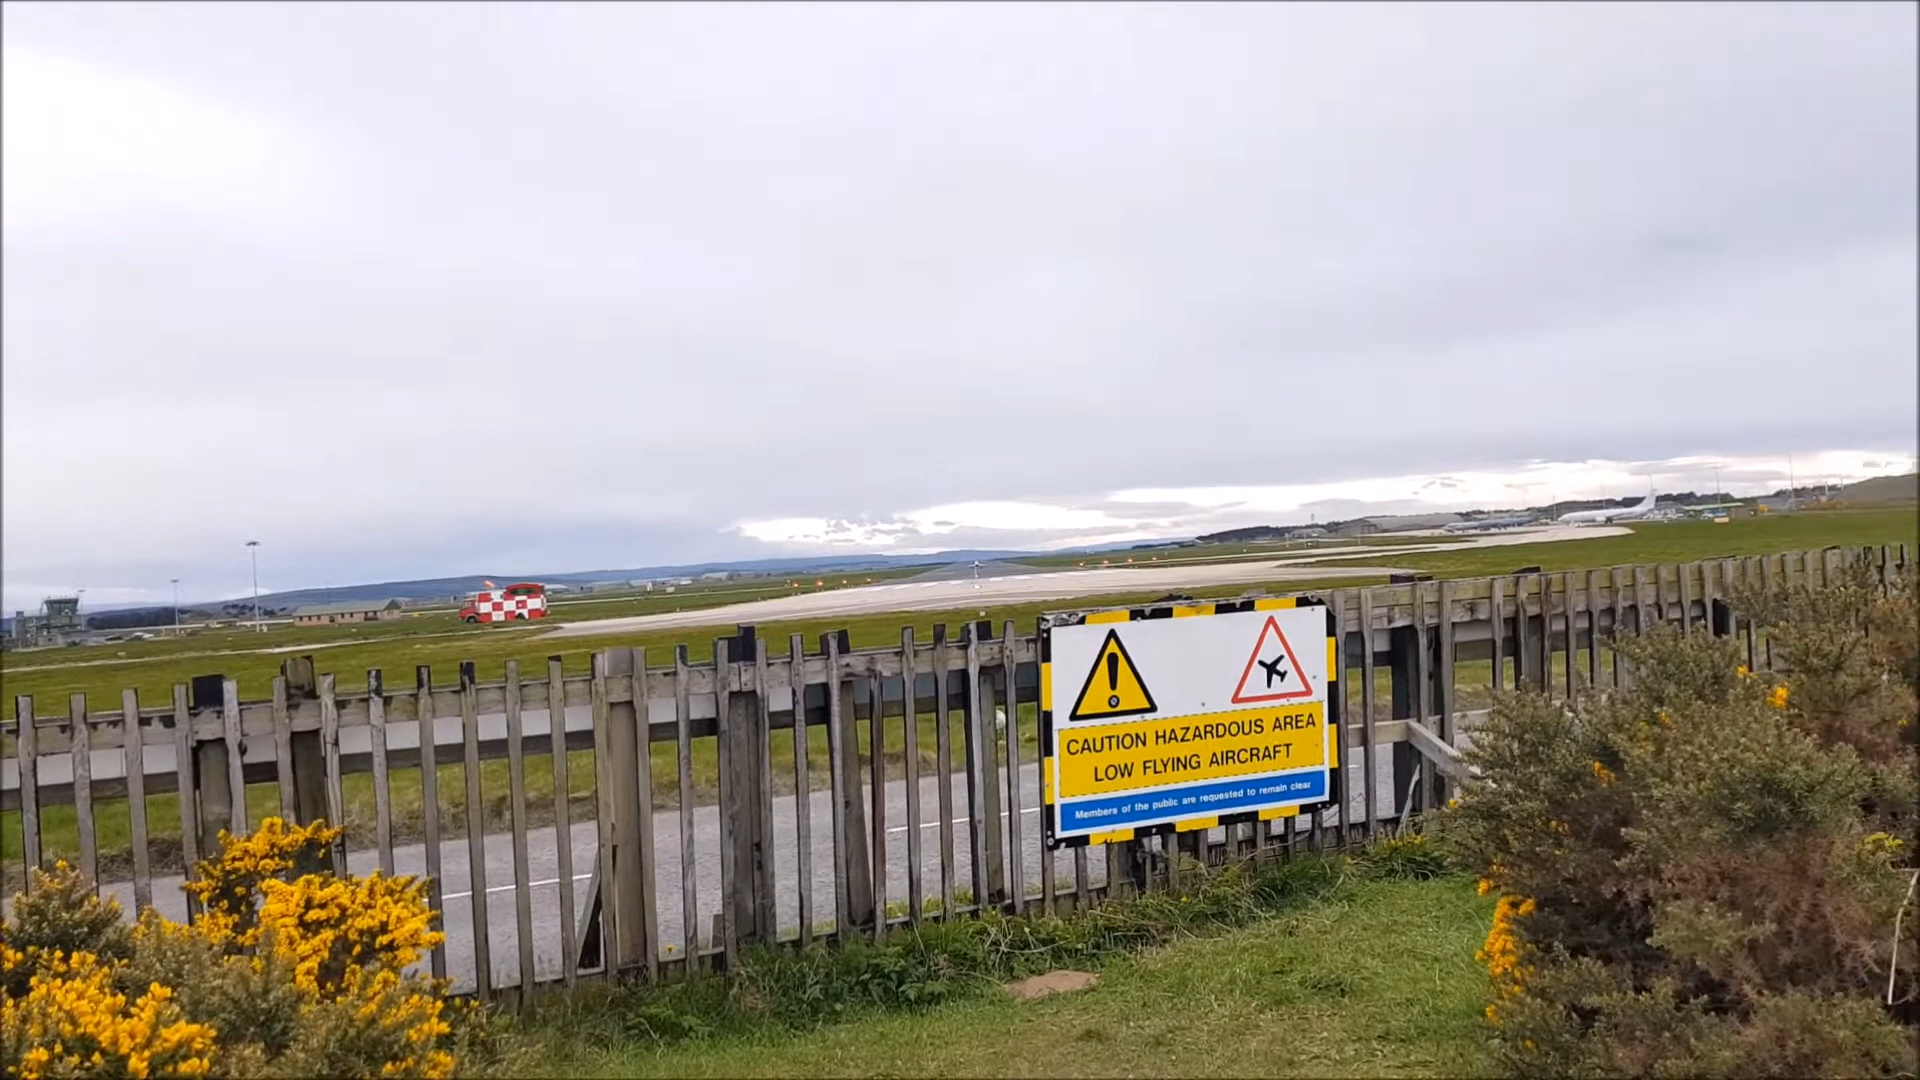 CAUTION HAZARDOUS AREA
LOW FLYING AIRCRAFT
Members of the public are requested to remain clear